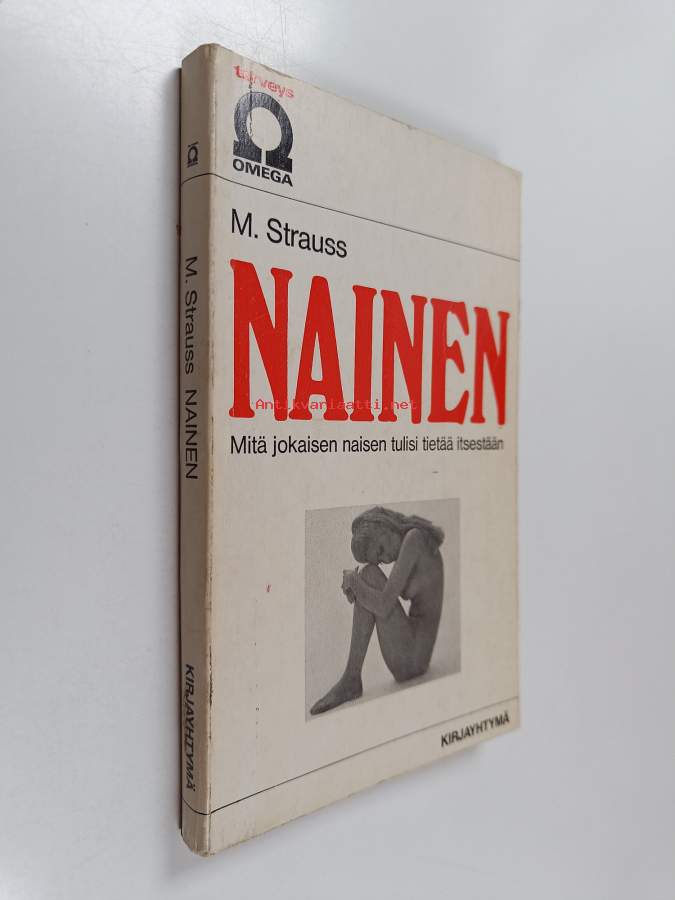 terveys
OMEGA
M. Strauss
NAINEN
Antikvariaatti.net
Mitä jokaisen naisen tulisi tietää itsestään
KIRJAYHTYMÄ
M. Strauss NAINEN
KIRJAYHTYMÄ